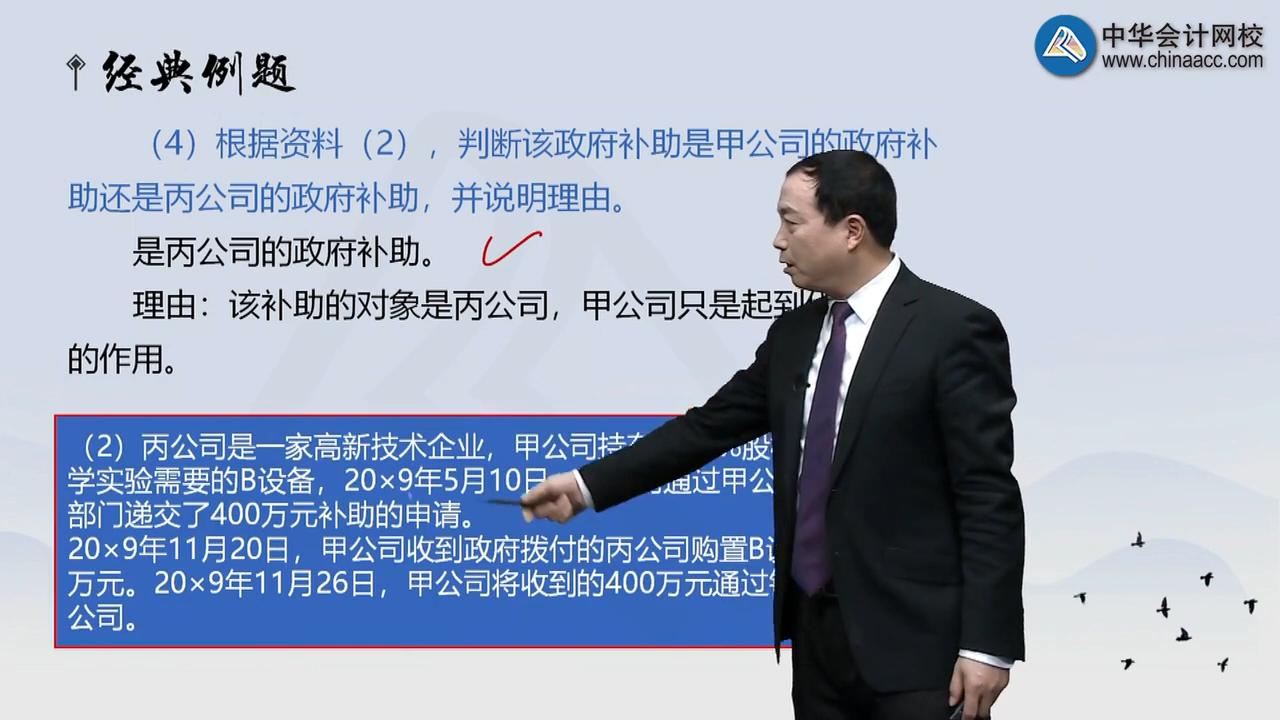 中华会计网校
www.chinaacc.com
经典例题
（4）根据资料（2），判断该政府补助是甲公司的政府补
助还是丙公司的政府补助，并说明理由。
是丙公司的政府补助。
理由：该补助的对象是丙公司，甲公司只是起到
的作用。
（2）丙公司是一家高新技术企业，甲公司持
学实验需要的B设备，20×9年5月10日 通过甲公
部门递交了400万元补助的申请。
20×9年11月20日，甲公司收到政府拨付的丙公司购置B
万元。20×9年11月26日，甲公司将收到的400万元通过
公司。